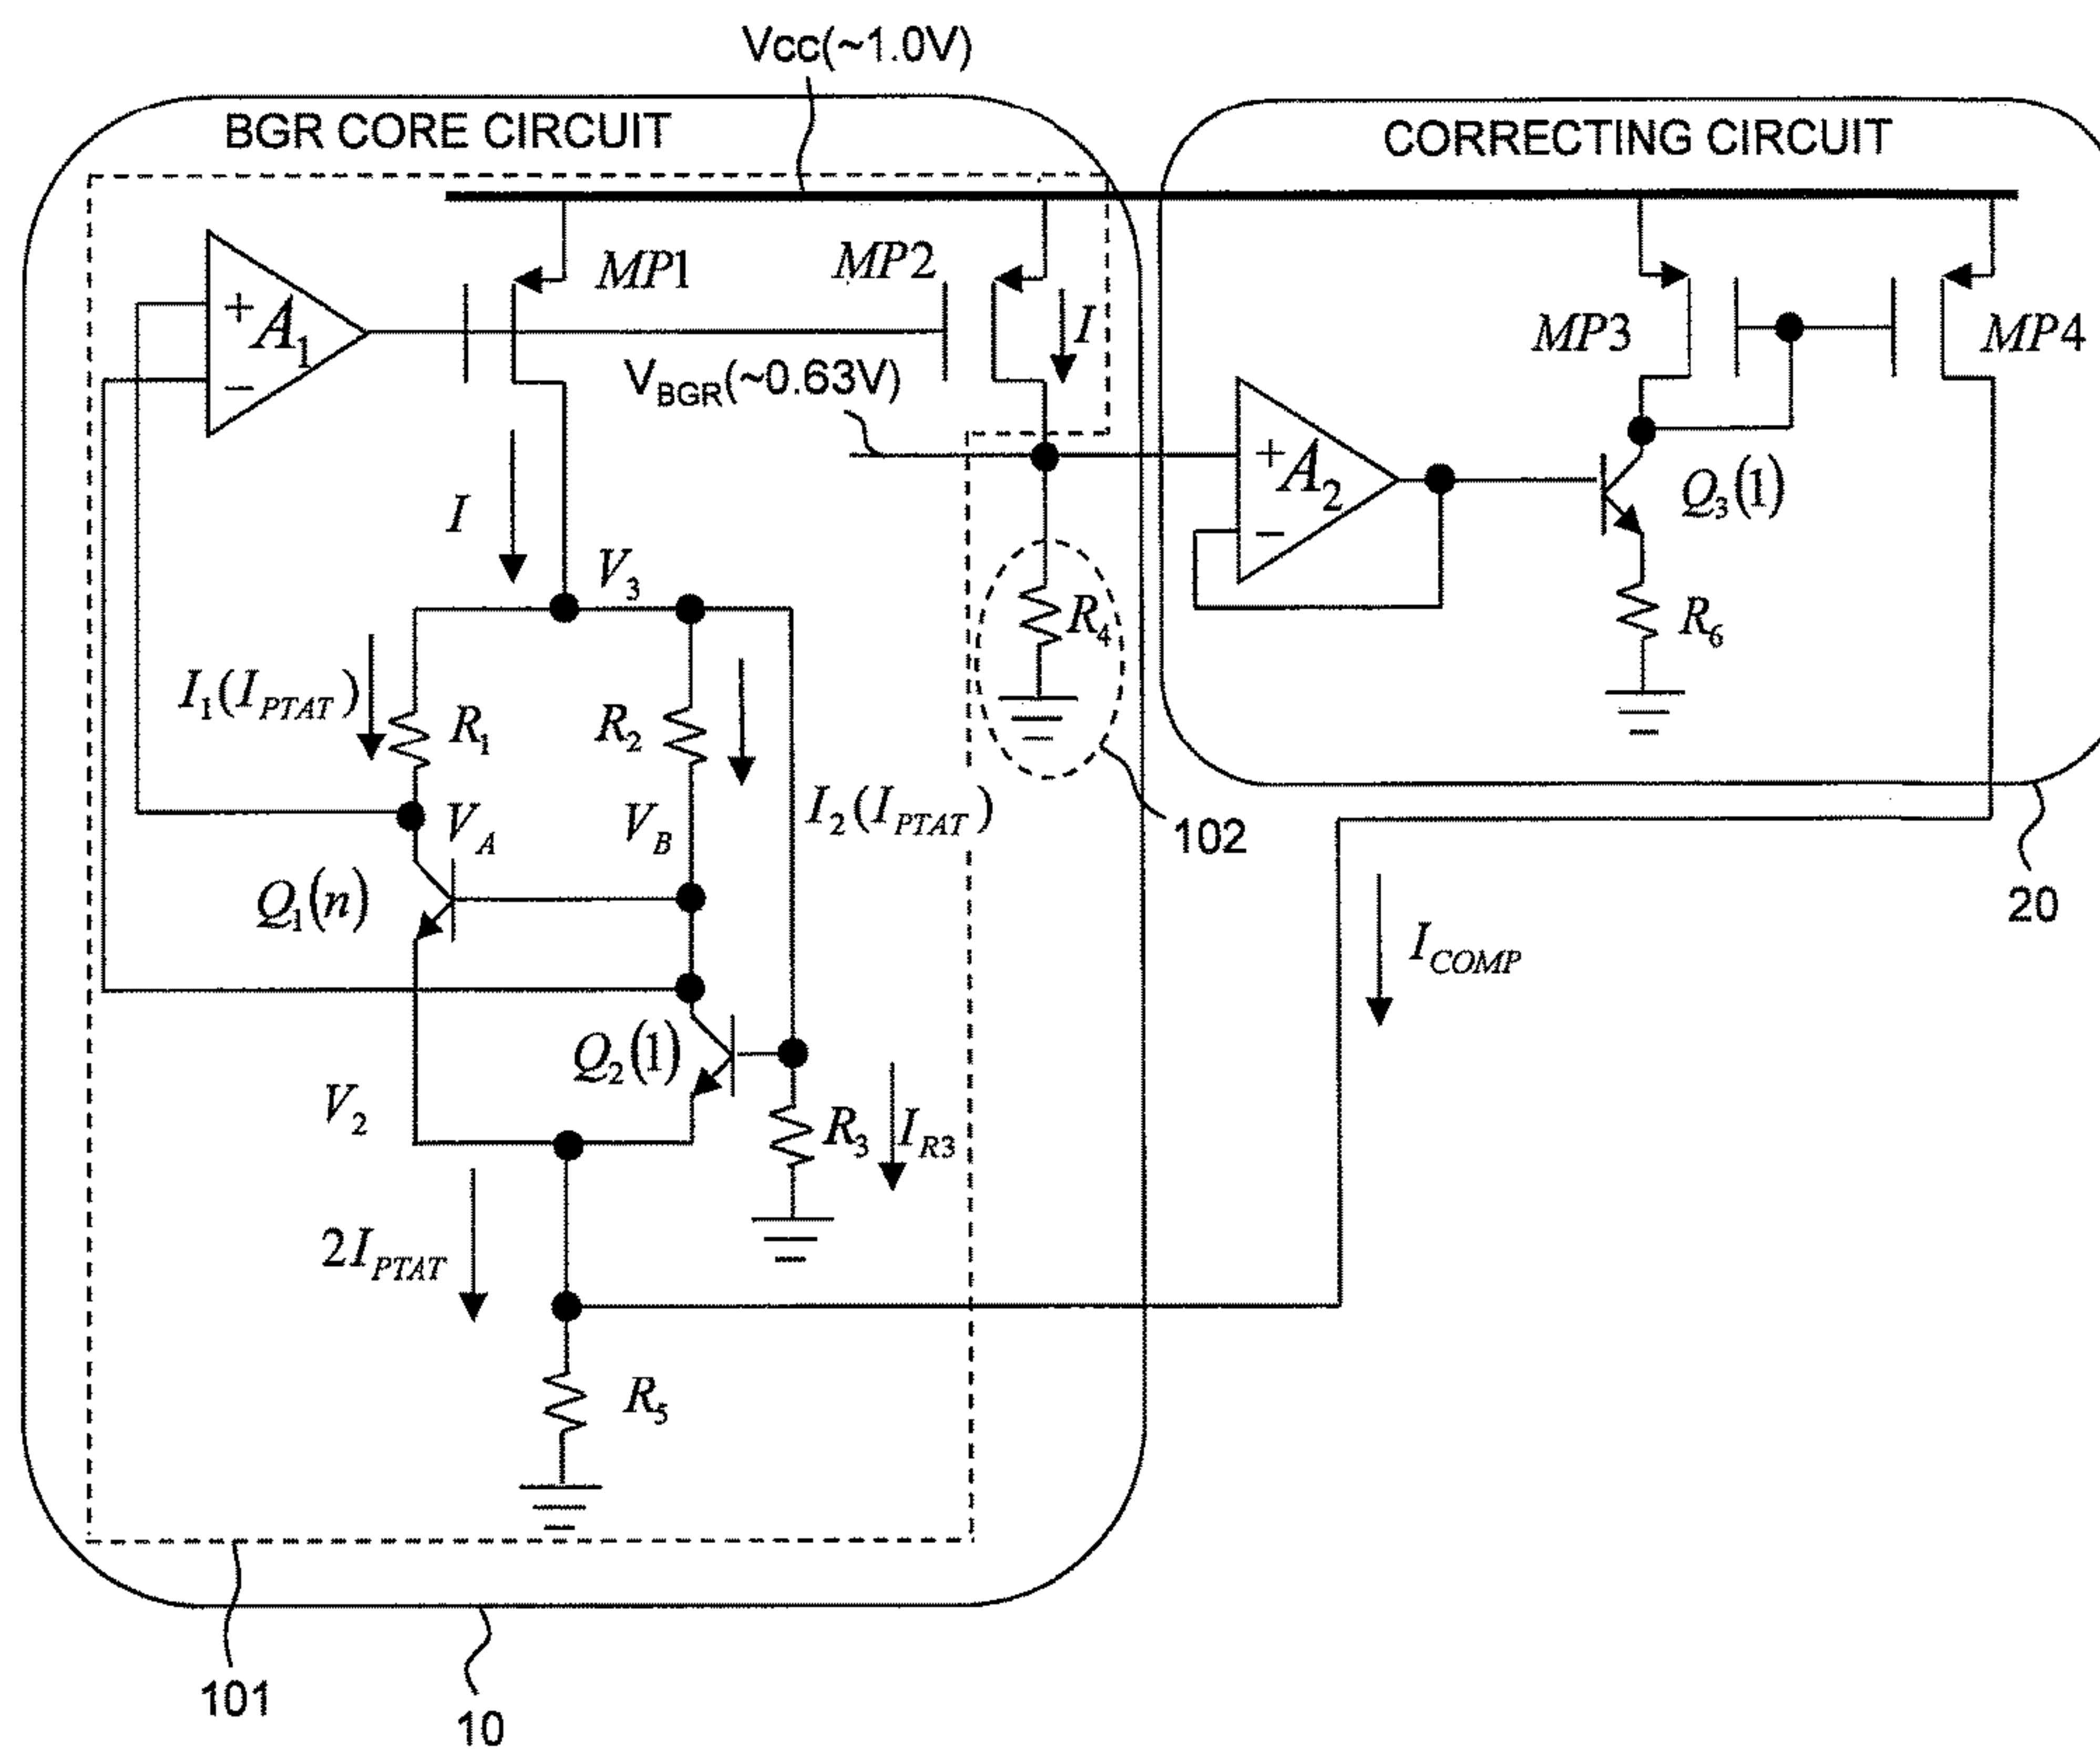 Vcc(~1.0V)
BGR CORE CIRCUIT
CORRECTING CIRCUIT
+
A1
−
MP1
MP2
I
MP3
MP4
VBGR(~0.63V)
+
A2
−
Q3(1)
I
V3
R4
R6
I1(IPTAT)
R1
R2
I2(IPTAT)
VA
VB
102
Q1(n)
20
ICOMP
Q2(1)
V2
R3
IR3
2IPTAT
R5
101
10